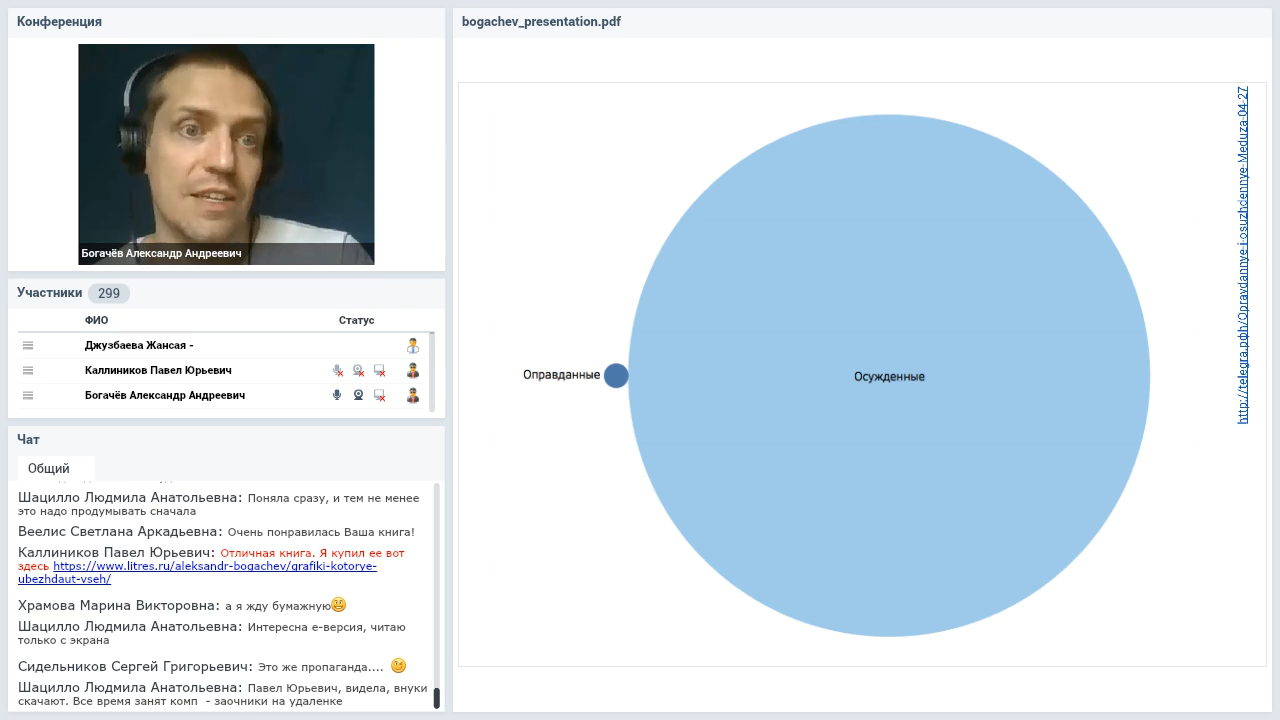 Конференция
Богачёв Александр Андреевич
Участники 299
ФИО Статус
Джузбаева Жансая -
Каллиников Павел Юрьевич
Богачёв Александр Андреевич
Чат
Общий
Шацилло Людмила Анатольевна: Поняла сразу, и тем не менее
это надо продумывать сначала
Веелис Светлана Аркадьевна: Очень понравилась Ваша книга!
Каллиников Павел Юрьевич: Отличная книга. Я купил ее вот
здесь https://www.litres.ru/aleksandr-bogachev/grafiki-kotorye-
ubezhdaut-vseh/
Храмова Марина Викторовна: а я жду бумажную
Шацилло Людмила Анатольевна: Интересна е-версия, читаю
только с экрана
Сидельников Сергей Григорьевич: Это же пропаганда....
Шацилло Людмила Анатольевна: Павел Юрьевич, видела, внуки
скачают. Все время занят комп - заочники на удаленке
bogachev_presentation.pdf
Оправданные
Осужденные
http://telegra.рфh/Opravdannye-i-osuzhdennye-Meduza-04-27